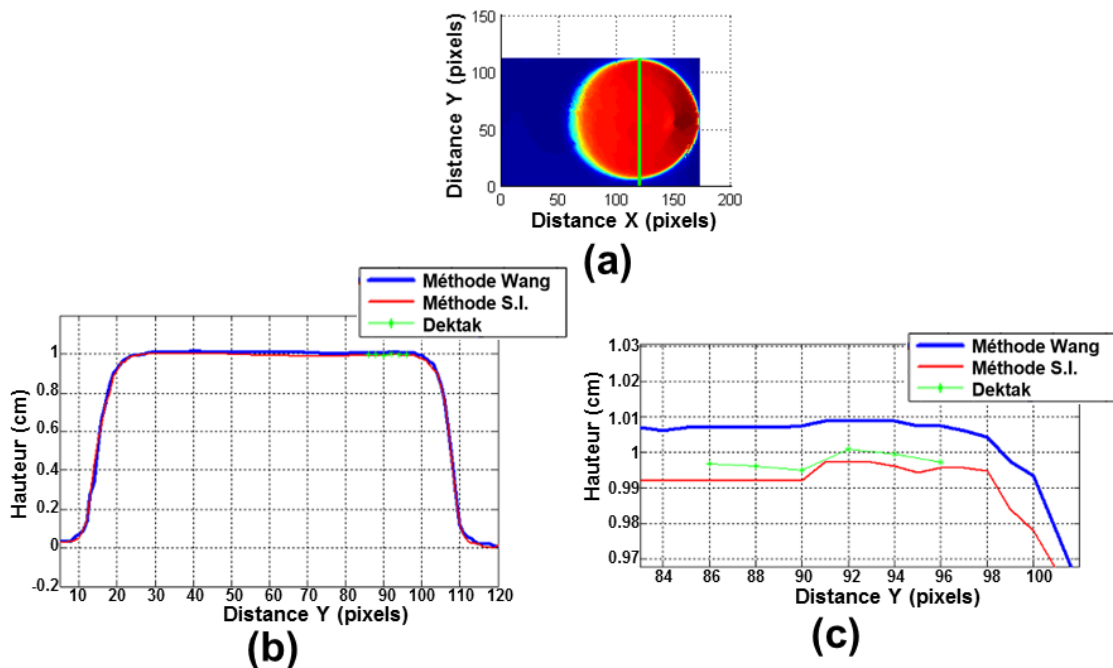 150
100
50
0
Distance Y (pixels)
0 50 100 150 200
Distance X (pixels)
(a)
Méthode Wang
Méthode S.I.
Dektak
1
0.8
0.6
0.4
0.2
0
-0.2
Hauteur (cm)
10 20 30 40 50 60 70 80 90 100 110 120
Distance Y (pixels)
(b)
Méthode Wang
Méthode S.I.
Dektak
1.03
1.02
1.01
1
0.99
0.98
0.97
Hauteur (cm)
84 86 88 90 92 94 96 98 100
Distance Y (pixels)
(c)